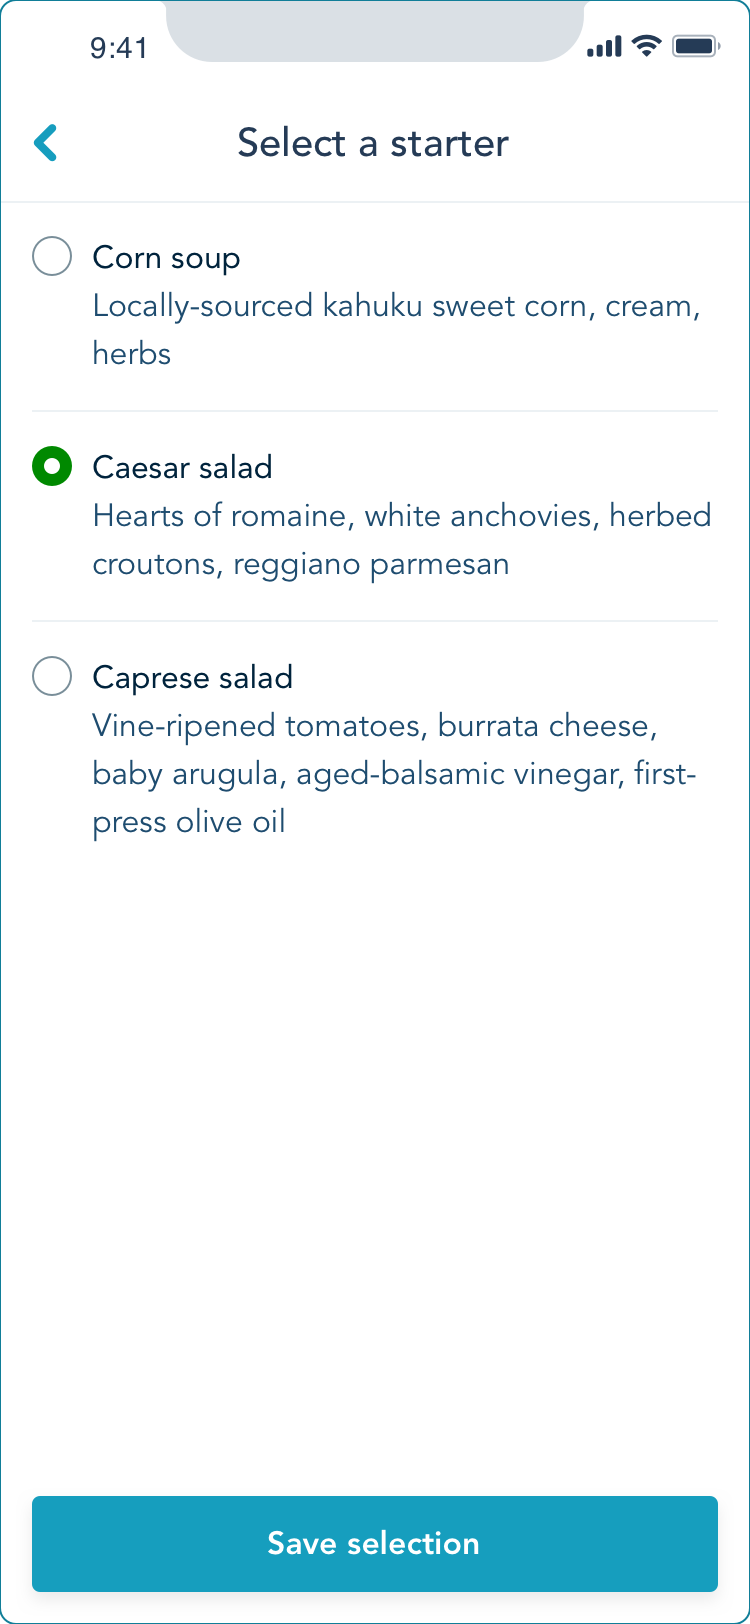 9:41
Select a starter
Corn soup
Locally-sourced kahuku sweet corn, cream,
herbs
Caesar salad
Hearts of romaine, white anchovies, herbed
croutons, reggiano parmesan
Caprese salad
Vine-ripened tomatoes, burrata cheese,
baby arugula, aged-balsamic vinegar, first-
press olive oil
Save selection